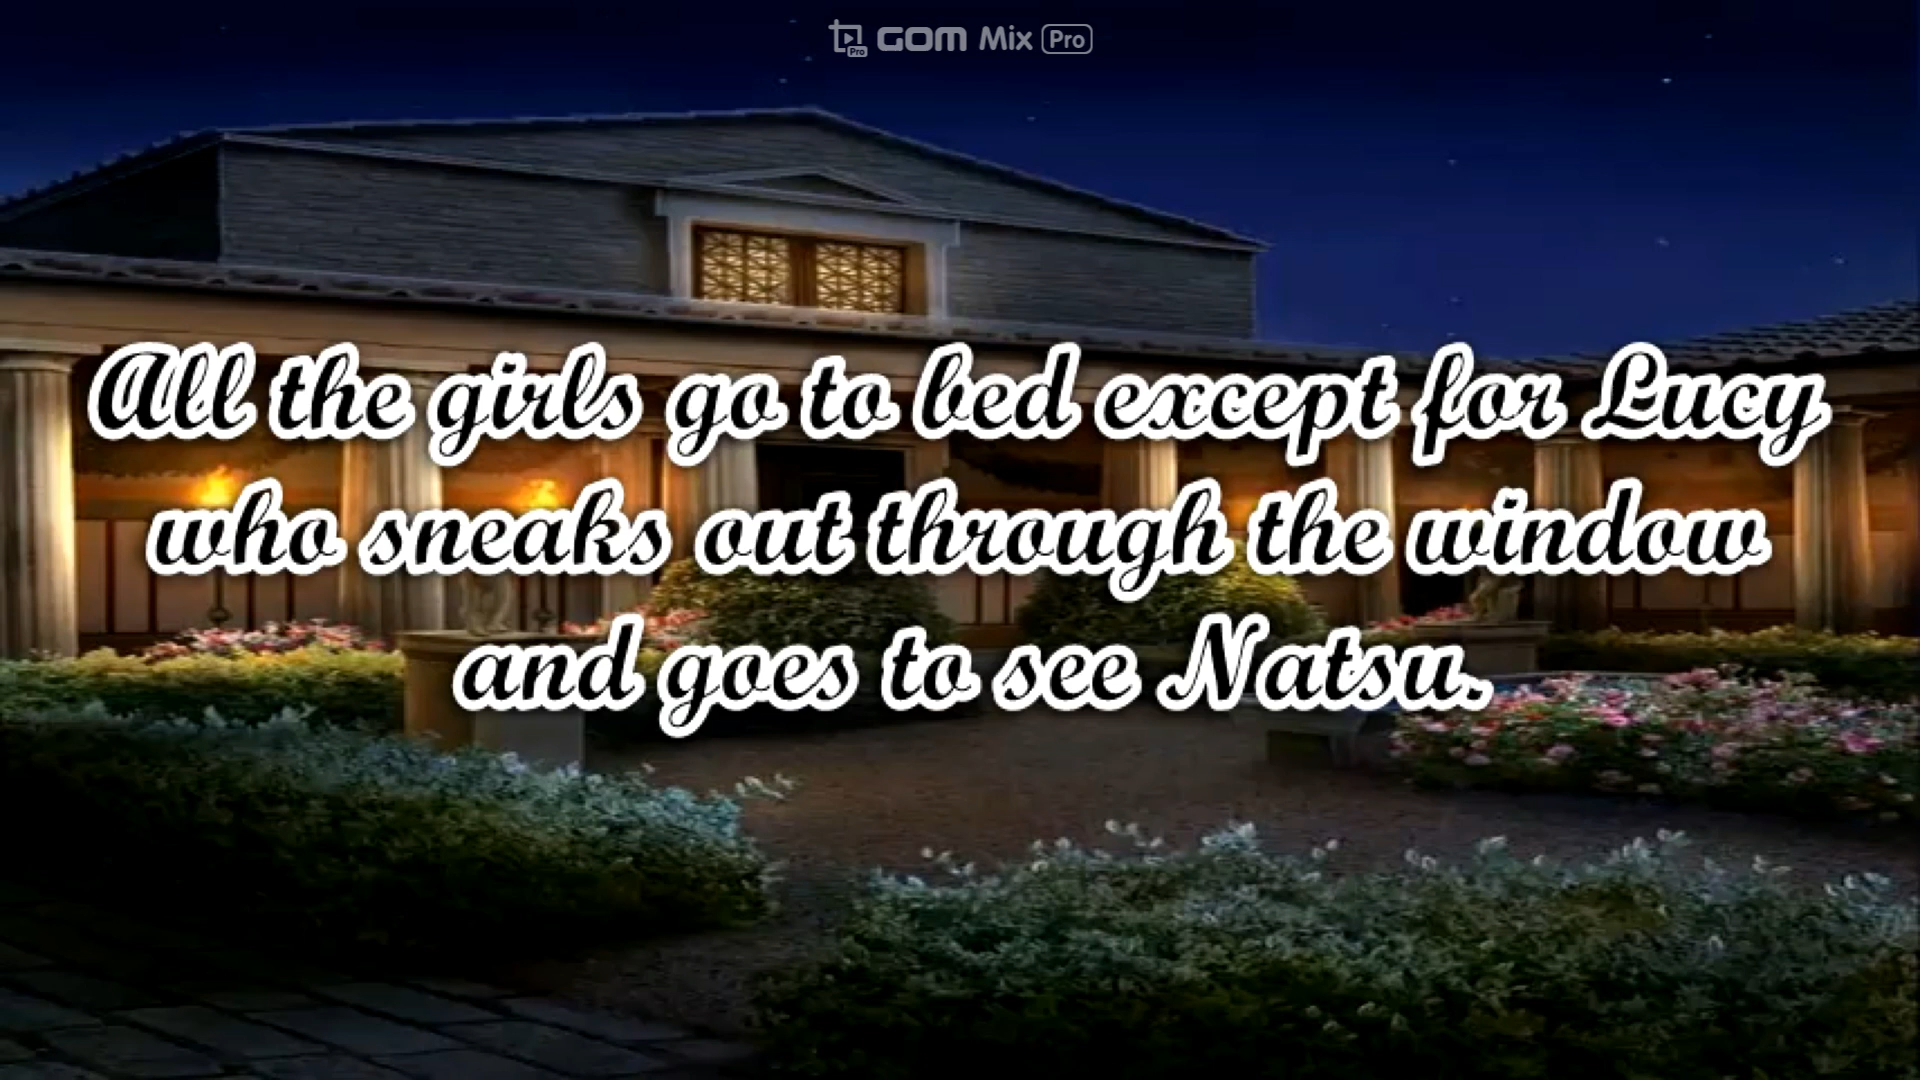 GOM Mix Pro
All the girls go to bed except for Lucy
who sneaks out through the window
and goes to see Natsu.